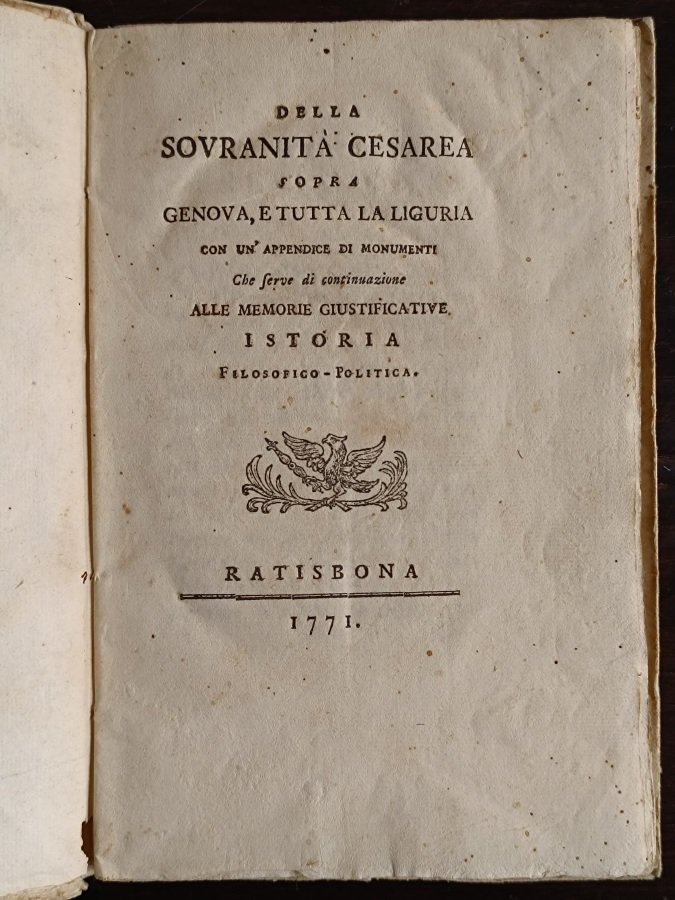 DELLA
SOVRANITÀ CESAREA
SOPRA
GENOVA, E TUTTA LA LIGURIA
CON UN' APPENDICE DI MONUMENTI
Che ſerve di continuazione
ALLE MEMORIE GIUSTIFICATIVE
ISTORIA
FILOSOFICO-POLITICA.
RATISBONA
1771.